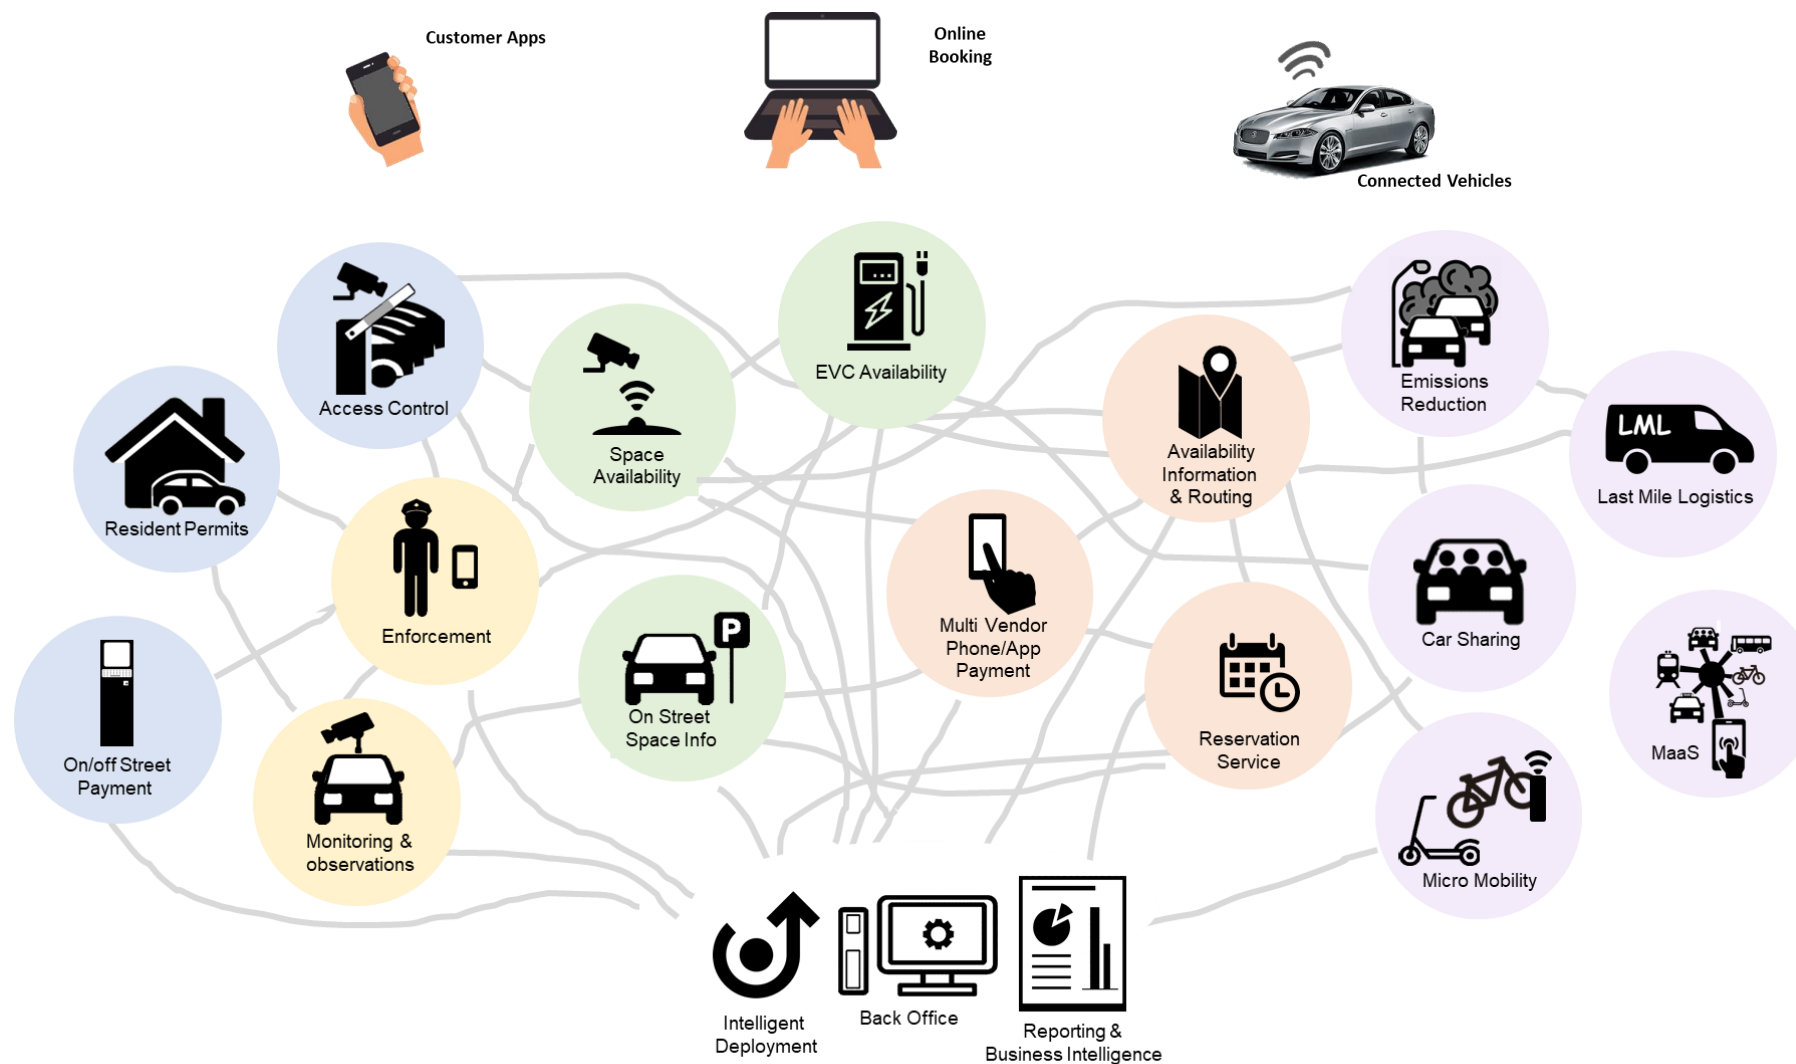 Customer Apps
Online
Booking
Connected Vehicles
Access Control
EVC Availability
Emissions
Reduction
Space
Availability
Availability
Information
& Routing
LML
Last Mile Logistics
Resident Permits
Enforcement
Multi Vendor
Phone/App
Payment
Car Sharing
P
On Street
Space Info
Reservation
Service
On/off Street
Payment
MaaS
Monitoring &
observations
Micro Mobility
Intelligent
Deployment
Back Office
Reporting &
Business Intelligence